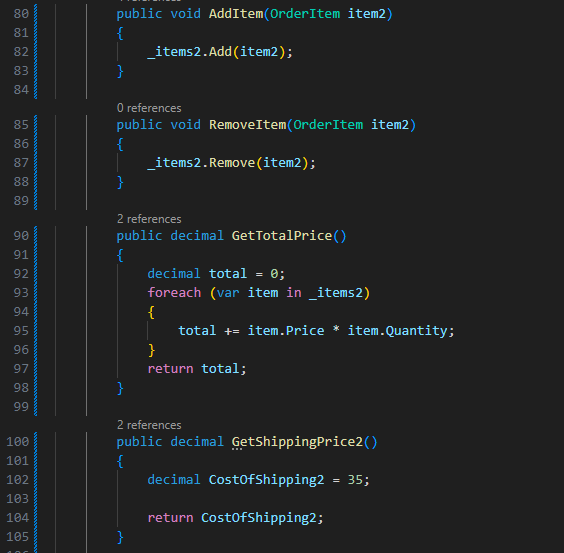 80 public void AddItem(OrderItem item2)
81 {
82 _items2.Add(item2);
83 }
84
0 references
85 public void RemoveItem(OrderItem item2)
86 {
87 _items2.Remove(item2);
88 }
89
2 references
90 public decimal GetTotalPrice()
91 {
92 decimal total = 0;
93 foreach (var item in _items2)
94 {
95 total += item.Price * item.Quantity;
96 }
97 return total;
98 }
99
2 references
100 public decimal GetShippingPrice2()
101 {
102 decimal CostOfShipping2 = 35;
103
104 return CostOfShipping2;
105 }